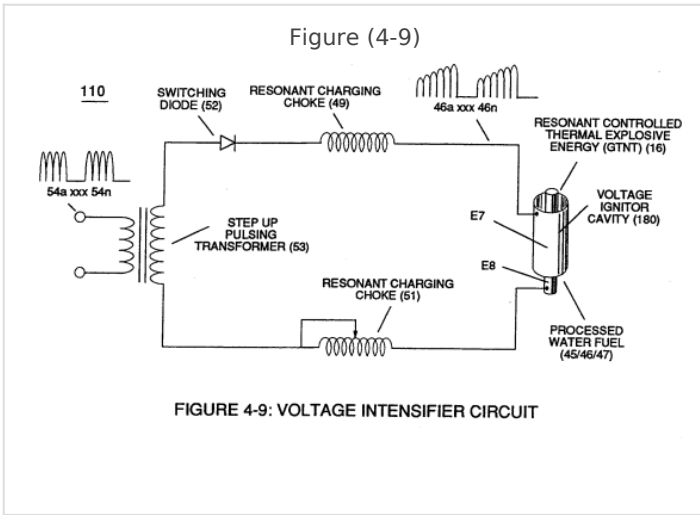 Figure (4-9)
110
SWITCHING
DIODE (52)
RESONANT CHARGING
CHOKE (49)
46a xxx 46n
RESONANT CONTROLLED
THERMAL EXPLOSIVE
ENERGY (GTNT) (16)
54a xxx 54n
STEP UP
PULSING
TRANSFORMER (53)
E7
VOLTAGE
IGNITOR
CAVITY (180)
E8
RESONANT CHARGING
CHOKE (51)
PROCESSED
WATER FUEL
(45/46/47)
FIGURE 4-9: VOLTAGE INTENSIFIER CIRCUIT